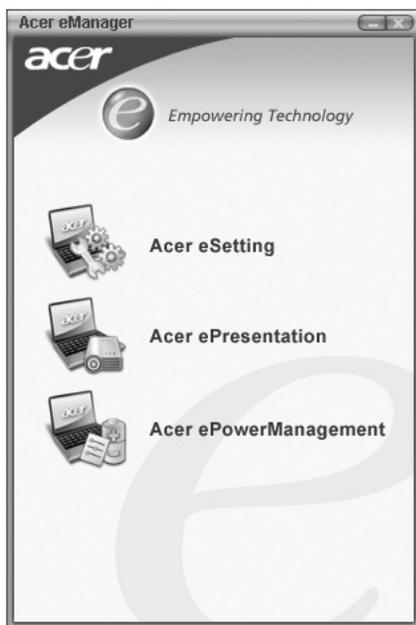 Acer eManager
acer
e Empowering Technology
Acer eSetting
Acer ePresentation
Acer ePowerManagement